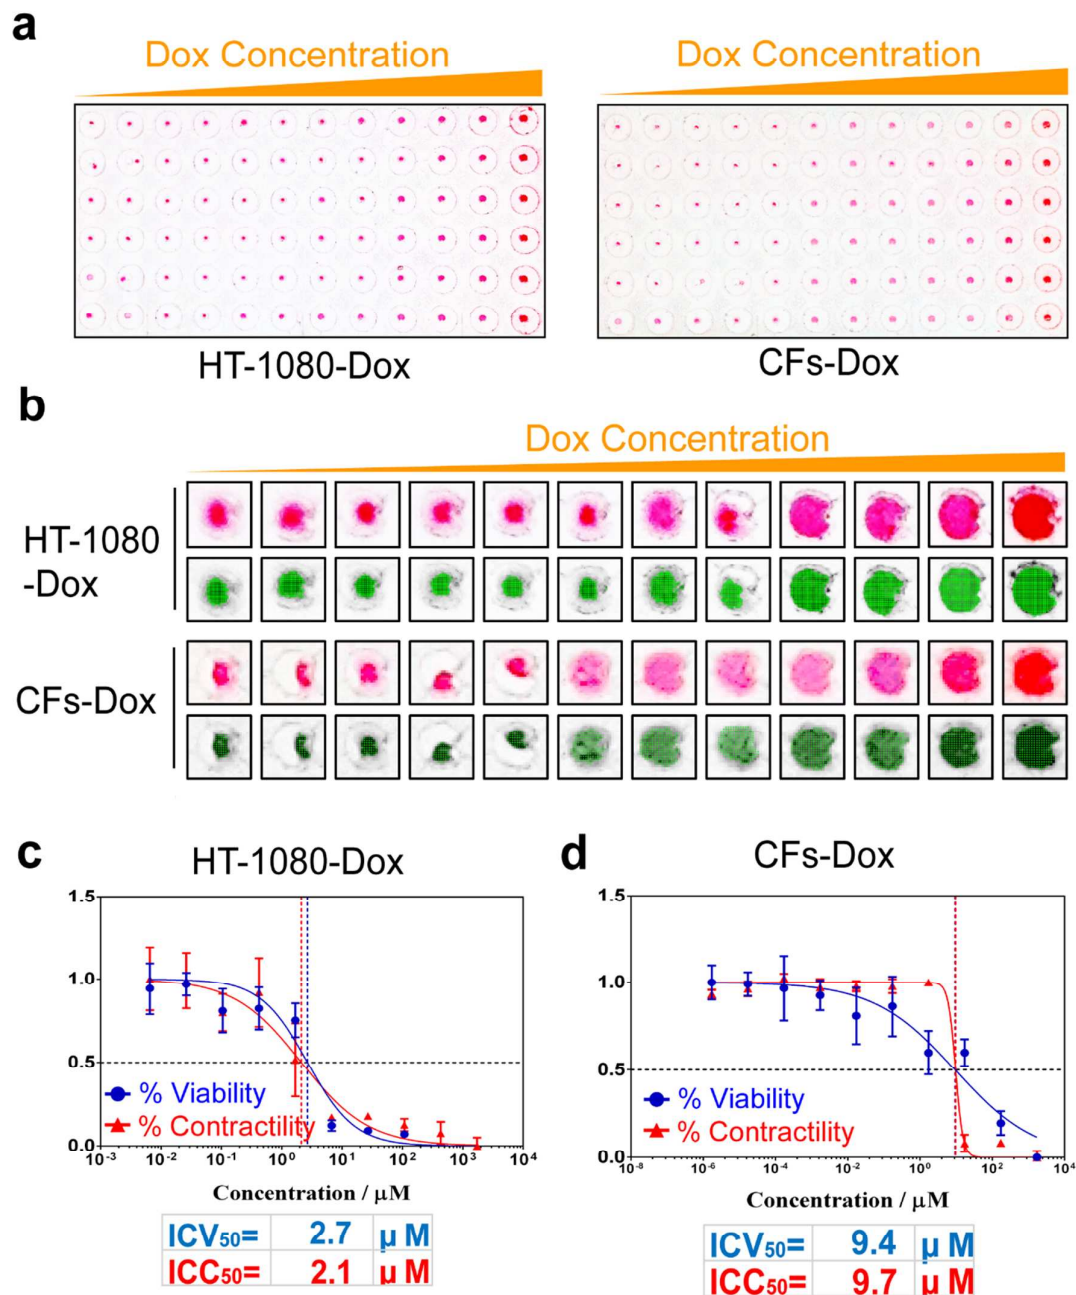 a
Dox Concentration
Dox Concentration
HT-1080-Dox
CFs-Dox
b
Dox Concentration
HT-1080
-Dox
CFs-Dox
c
HT-1080-Dox
1.5
1.0
0.5
0.0
% Viability
% Contractility
10-3
10-2
10-1
100
101
102
103
104
Concentration / μM
ICV50= 2.7 μ M
ICC50= 2.1 μ M
d
CFs-Dox
1.5
1.0
0.5
0.0
% Viability
% Contractility
10-8
10-6
10-4
10-2
100
102
104
Concentration / μM
ICV50= 9.4 μ M
ICC50= 9.7 μ M